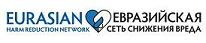 EURASIAN
HARM REDUCTION NETWORK
ЕВРАЗИЙСКАЯ
СЕТЬ СНИЖЕНИЯ ВРЕДА